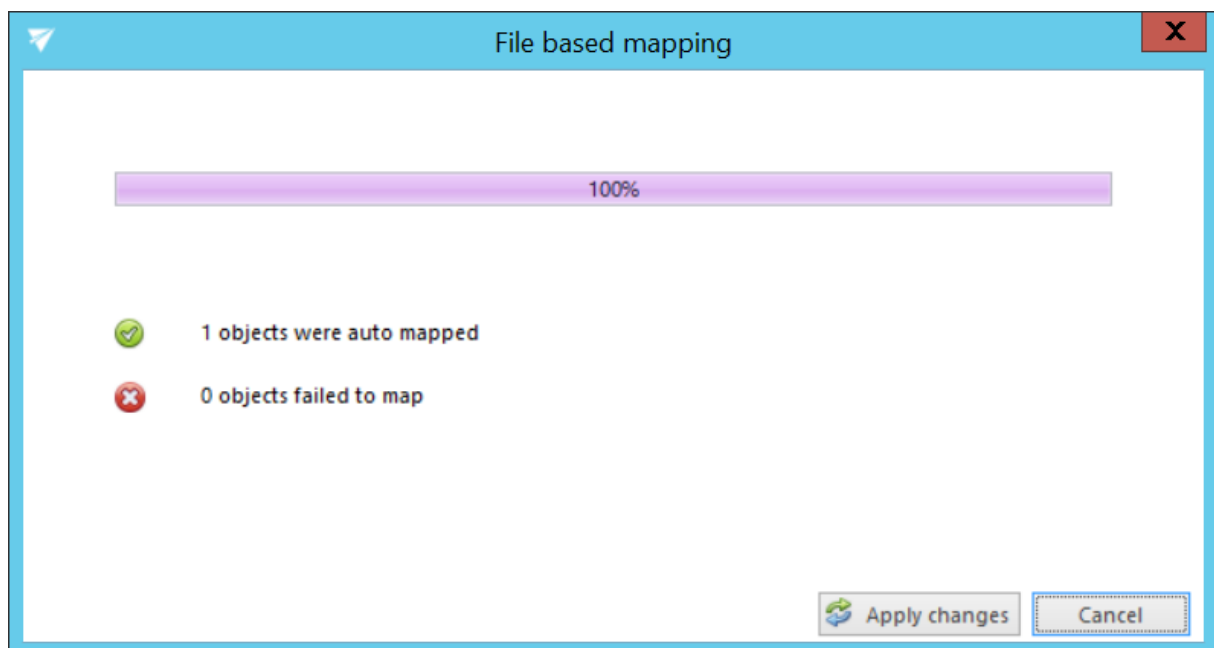 File based mapping
X
100%
1 objects were auto mapped
0 objects failed to map
Apply changes
Cancel